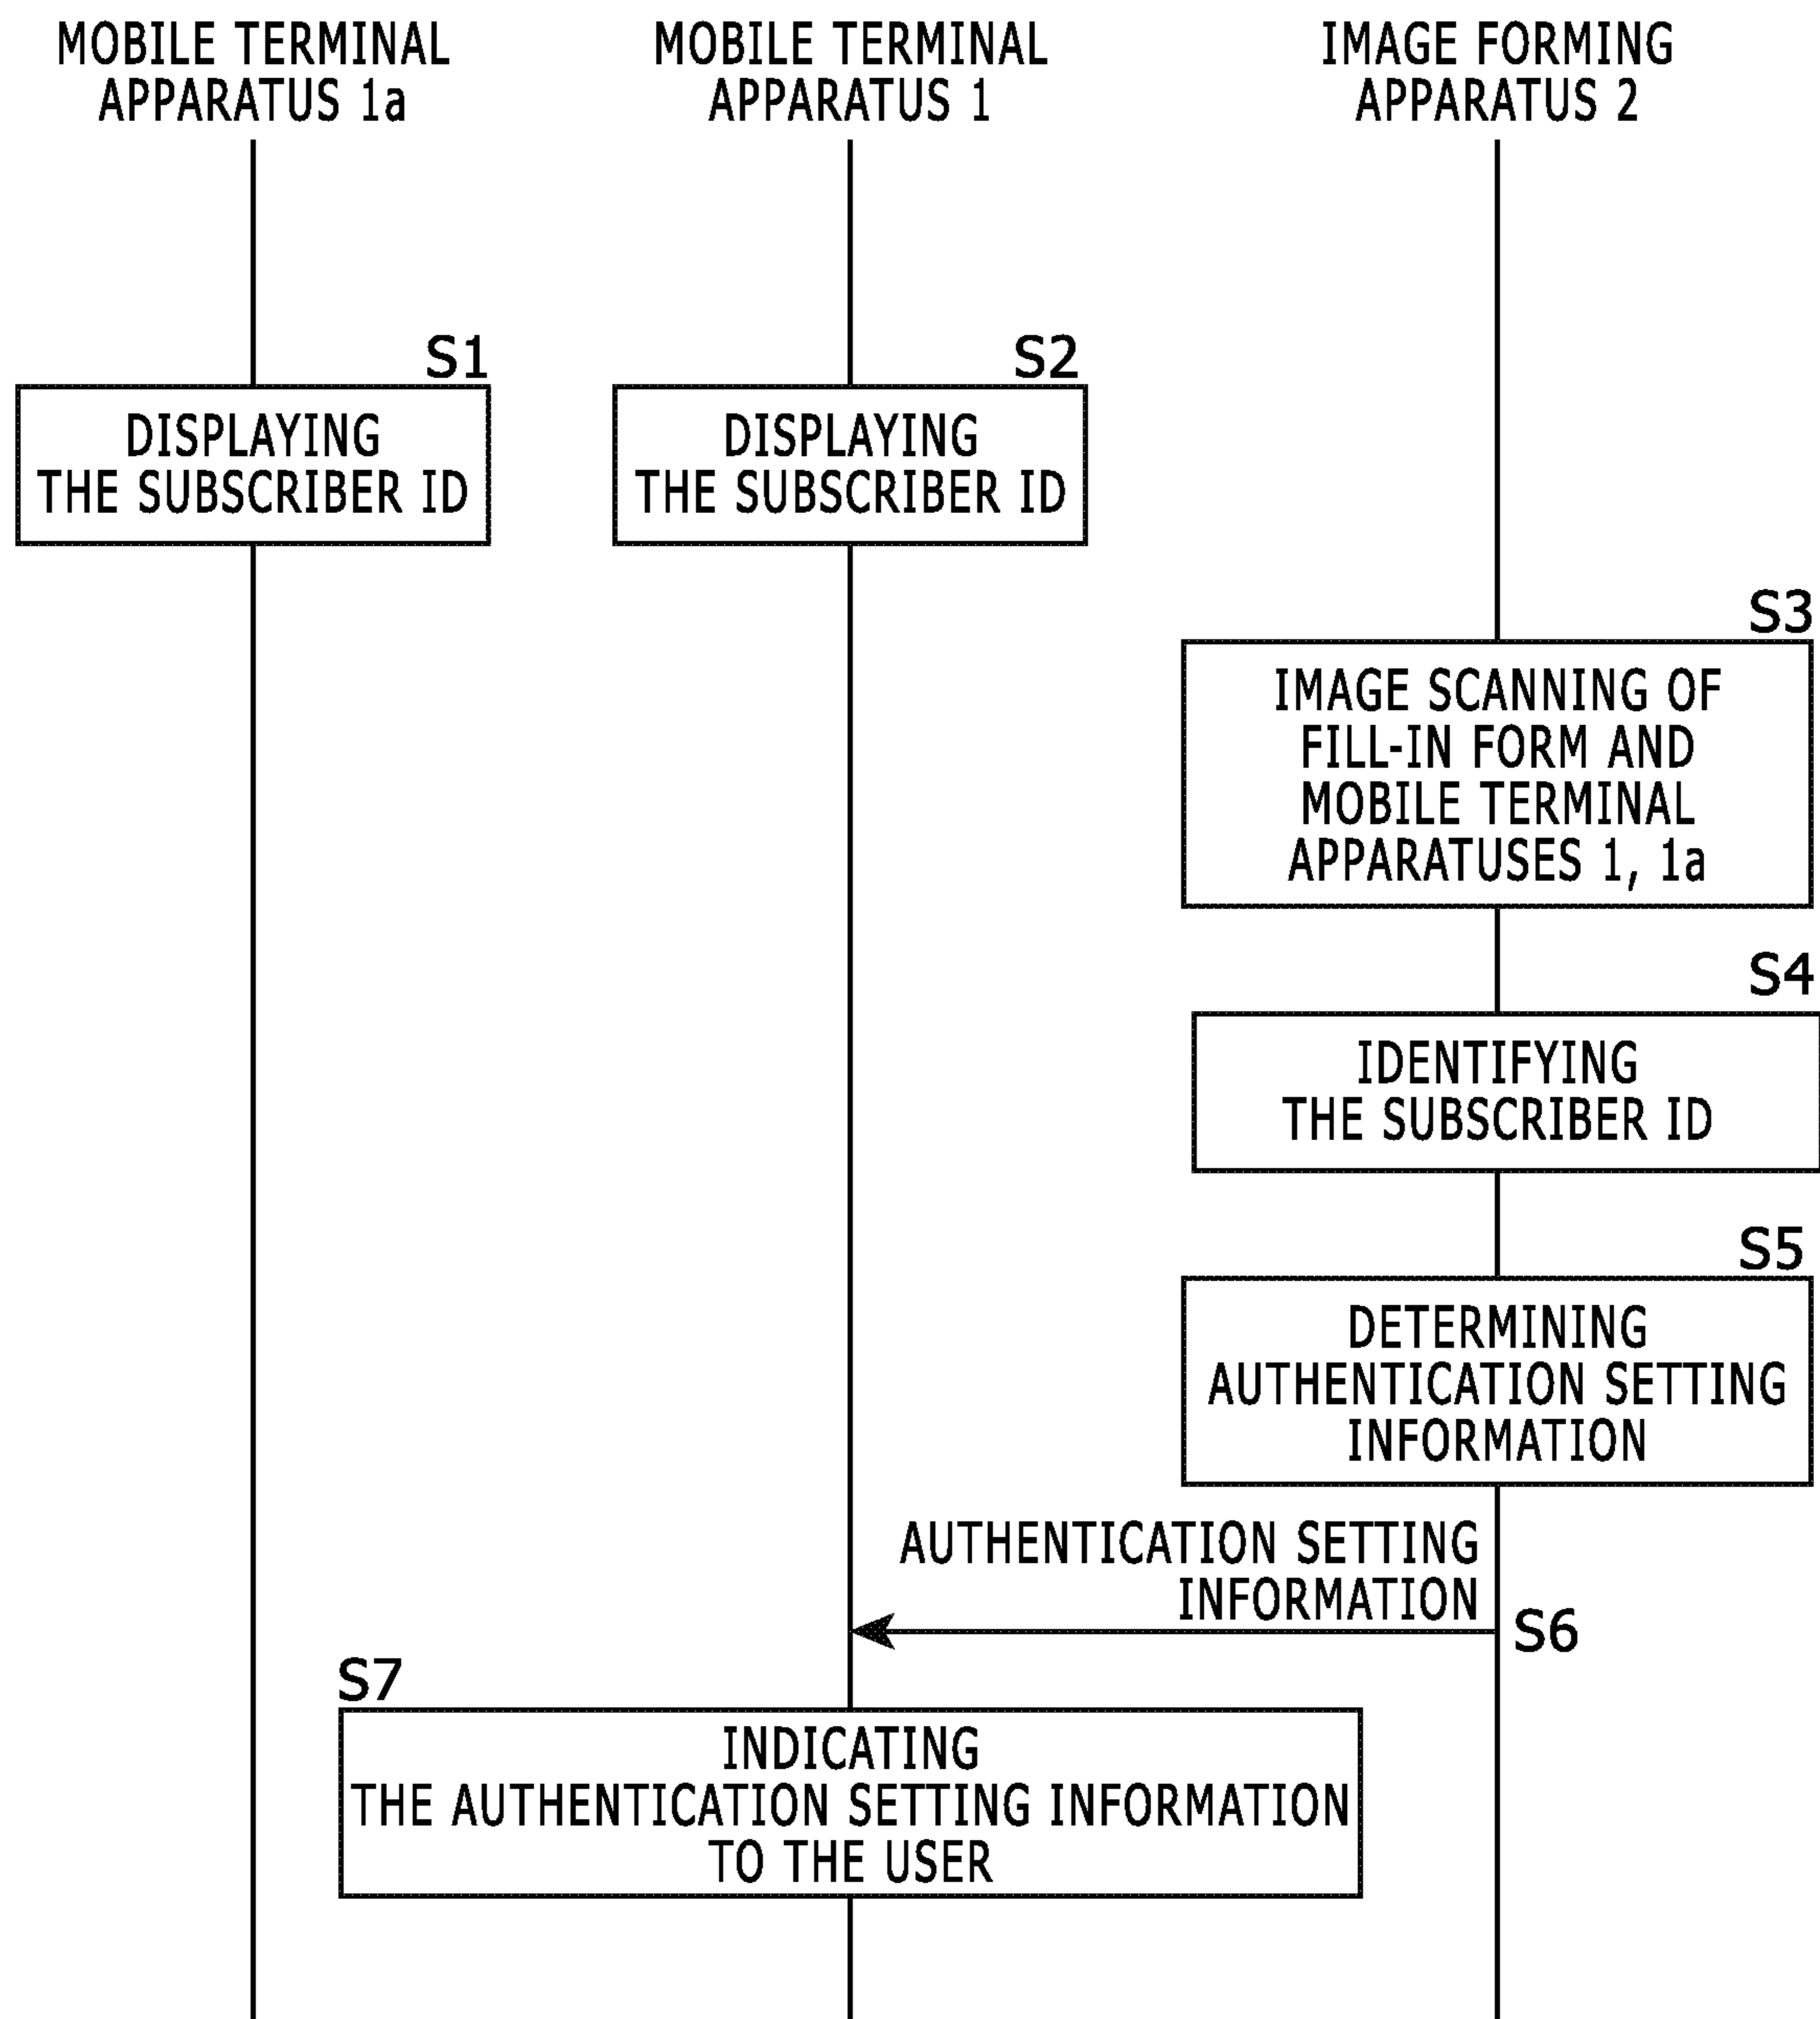 MOBILE TERMINAL
APPARATUS 1a
MOBILE TERMINAL
APPARATUS 1
IMAGE FORMING
APPARATUS 2
S1
DISPLAYING
THE SUBSCRIBER ID
S2
DISPLAYING
THE SUBSCRIBER ID
S3
IMAGE SCANNING OF
FILL-IN FORM AND
MOBILE TERMINAL
APPARATUSES 1, 1a
S4
IDENTIFYING
THE SUBSCRIBER ID
S5
DETERMINING
AUTHENTICATION SETTING
INFORMATION
AUTHENTICATION SETTING
INFORMATION
S6
S7
INDICATING
THE AUTHENTICATION SETTING INFORMATION
TO THE USER